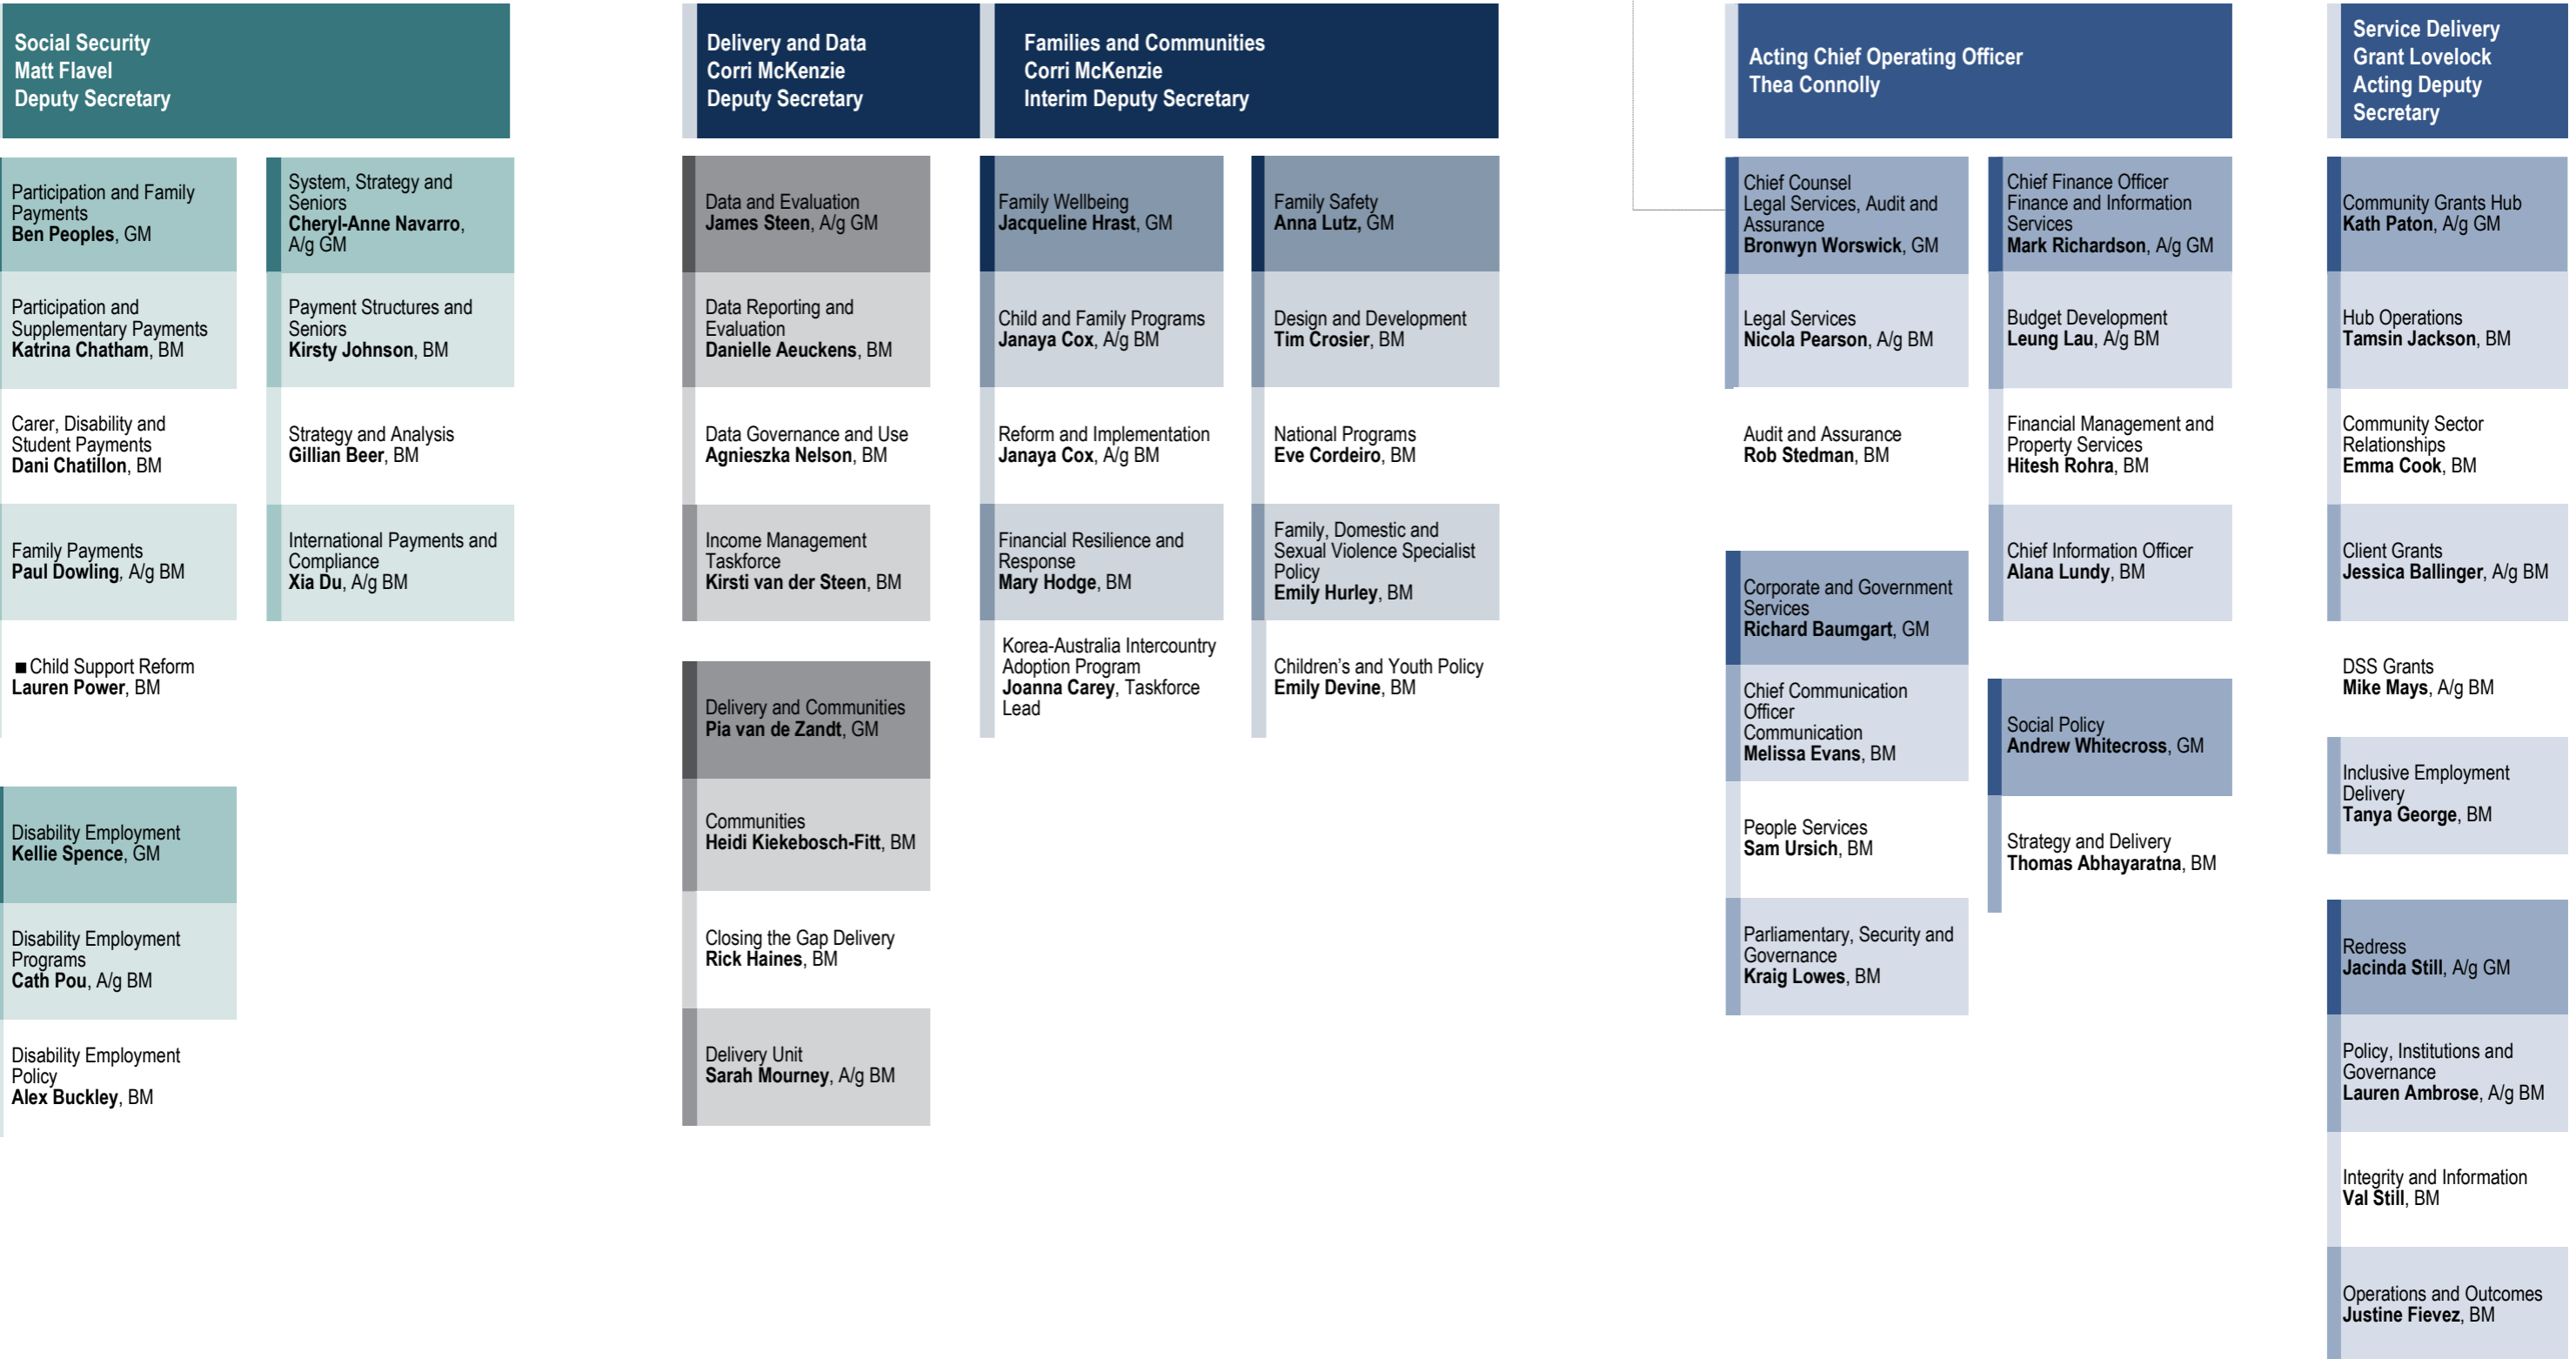 Social Security
Matt Flavel
Deputy Secretary
Participation and Family
Payments
Ben Peoples, GM
Participation and
Supplementary Payments
Katrina Chatham, BM
Carer, Disability and
Student Payments
Dani Chatillon, BM
Family Payments
Paul Dowling, A/g BM
■ Child Support Reform
Lauren Power, BM
Disability Employment
Kellie Spence, GM
Disability Employment
Programs
Cath Pou, A/g BM
Disability Employment
Policy
Alex Buckley, BM
System, Strategy and
Seniors
Cheryl-Anne Navarro,
A/g GM
Payment Structures and
Seniors
Kirsty Johnson, BM
Strategy and Analysis
Gillian Beer, BM
International Payments and
Compliance
Xia Du, A/g BM
Delivery and Data
Corri McKenzie
Deputy Secretary
Data and Evaluation
James Steen, A/g GM
Data Reporting and
Evaluation
Danielle Aeuckens, BM
Data Governance and Use
Agnieszka Nelson, BM
Income Management
Taskforce
Kirsti van der Steen, BM
Delivery and Communities
Pia van de Zandt, GM
Communities
Heidi Kiekebosch-Fitt, BM
Closing the Gap Delivery
Rick Haines, BM
Delivery Unit
Sarah Mourney, A/g BM
Families and Communities
Corri McKenzie
Interim Deputy Secretary
Family Wellbeing
Jacqueline Hrast, GM
Child and Family Programs
Janaya Cox, A/g BM
Reform and Implementation
Janaya Cox, A/g BM
Financial Resilience and
Response
Mary Hodge, BM
Korea-Australia Intercountry
Adoption Program
Joanna Carey, Taskforce
Lead
Family Safety
Anna Lutz, GM
Design and Development
Tim Crosier, BM
National Programs
Eve Cordeiro, BM
Family, Domestic and
Sexual Violence Specialist
Policy
Emily Hurley, BM
Children's and Youth Policy
Emily Devine, BM
Acting Chief Operating Officer
Thea Connolly
Chief Counsel
Legal Services, Audit and
Assurance
Bronwyn Worswick, GM
Legal Services
Nicola Pearson, A/g BM
Audit and Assurance
Rob Stedman, BM
Corporate and Government
Services
Richard Baumgart, GM
Chief Communication
Officer
Communication
Melissa Evans, BM
People Services
Sam Ursich, BM
Parliamentary, Security and
Governance
Kraig Lowes, BM
Chief Finance Officer
Finance and Information
Services
Mark Richardson, A/g GM
Budget Development
Leung Lau, A/g BM
Financial Management and
Property Services
Hitesh Rohra, BM
Chief Information Officer
Alana Lundy, BM
Social Policy
Andrew Whitecross, GM
Strategy and Delivery
Thomas Abhayaratna, BM
Service Delivery
Grant Lovelock
Acting Deputy
Secretary
Community Grants Hub
Kath Paton, A/g GM
Hub Operations
Tamsin Jackson, BM
Community Sector
Relationships
Emma Cook, BM
Client Grants
Jessica Ballinger, A/g BM
DSS Grants
Mike Mays, A/g BM
Inclusive Employment
Delivery
Tanya George, BM
Redress
Jacinda Still, A/g GM
Policy, Institutions and
Governance
Lauren Ambrose, A/g BM
Integrity and Information
Val Still, BM
Operations and Outcomes
Justine Fievez, BM